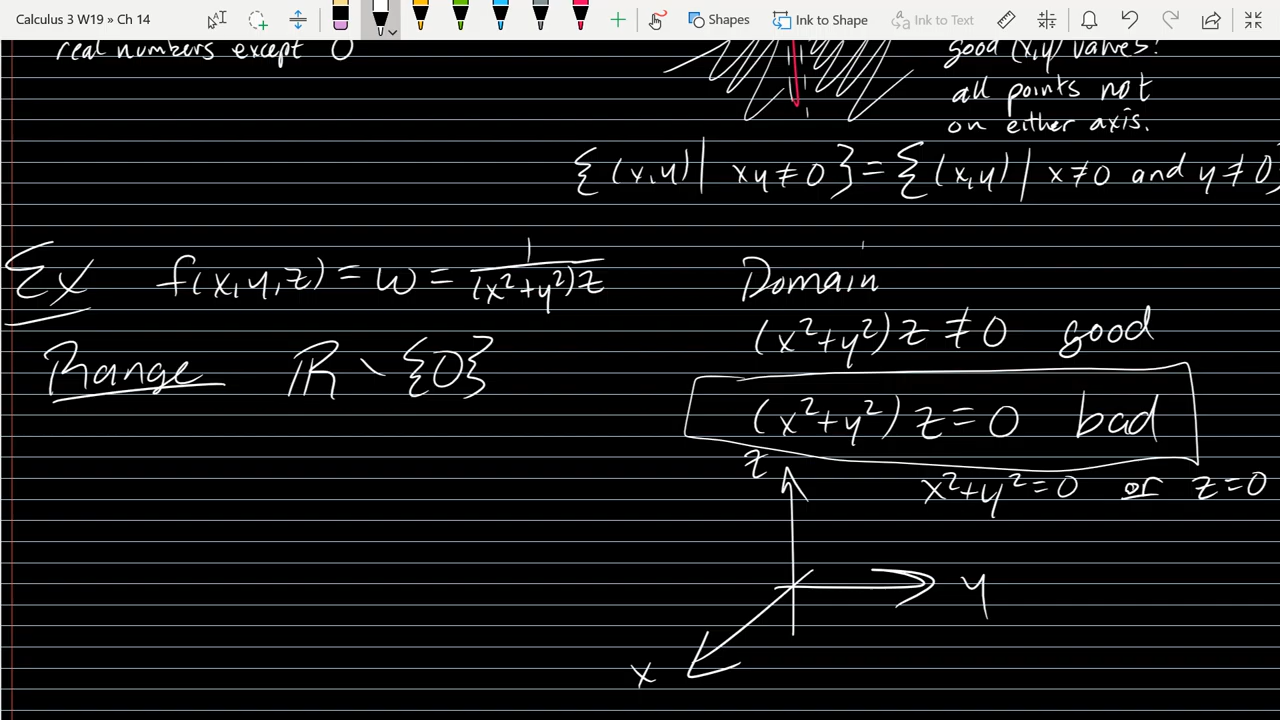 Calculus 3 W19 » Ch 14
Shapes
Ink to Shape
Ink to Text
real numbers except 0
good (x,y) values:
all points not
on either axis.
{(x,y) | xy≠0} = {(x,y) | x≠0 and y≠0}
Ex f(x,y,z) = w = 1/((x²+y²)z)
Domain
(x²+y²)z ≠ 0 good
Range ℝ \ {0}
(x²+y²) z = 0 bad
x²+y²=0 or z=0
z
y
x